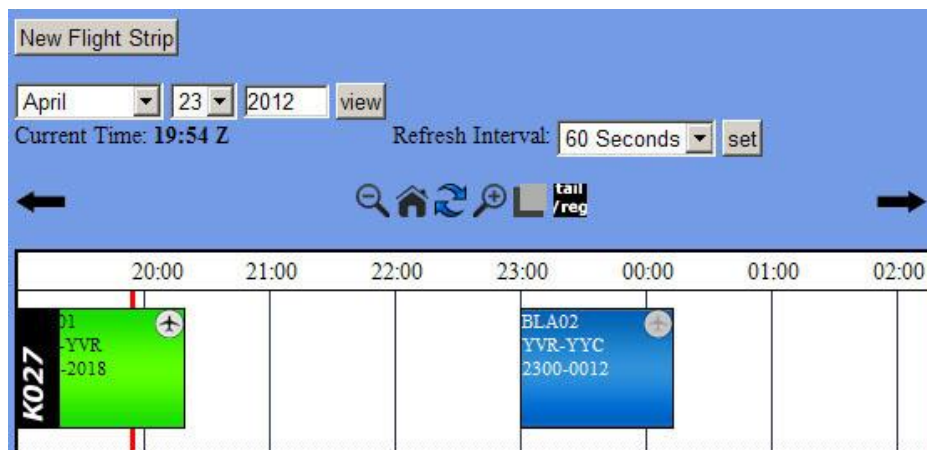 New Flight Strip
April 23 2012 view
Current Time: 19:54 Z Refresh Interval: 60 Seconds set
tail
/reg
20:00 21:00 22:00 23:00 00:00 01:00 02:00
K027
01
-YVR
-2018
BLA02
YVR-YYC
2300-0012